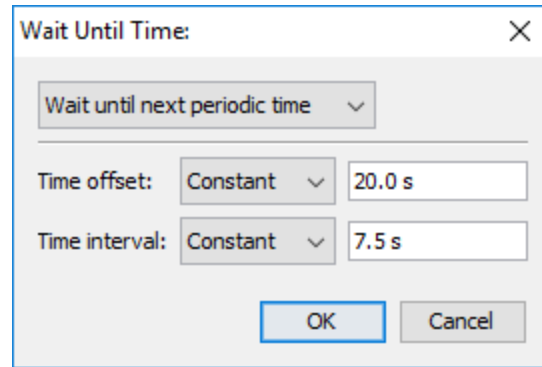 Wait Until Time:
Wait until next periodic time
Time offset: Constant 20.0 s
Time interval: Constant 7.5 s
OK Cancel